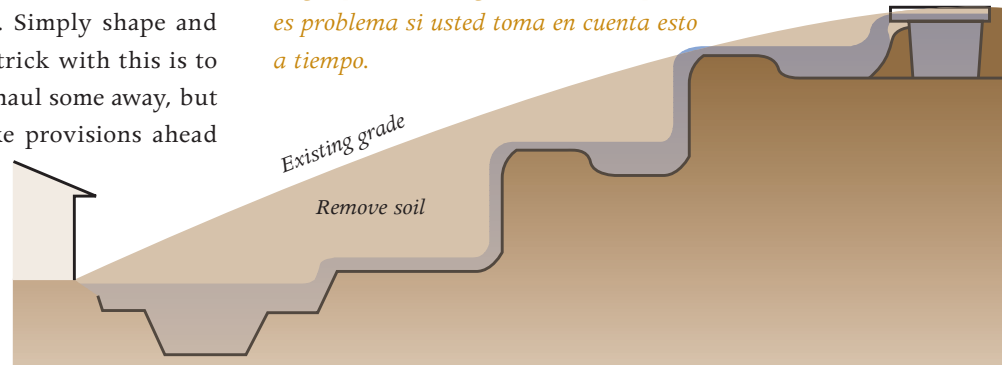 . Simply shape and
trick with this is to
haul some away, but
ke provisions ahead
es problema si usted toma en cuenta esto
a tiempo.
Existing grade
Remove soil